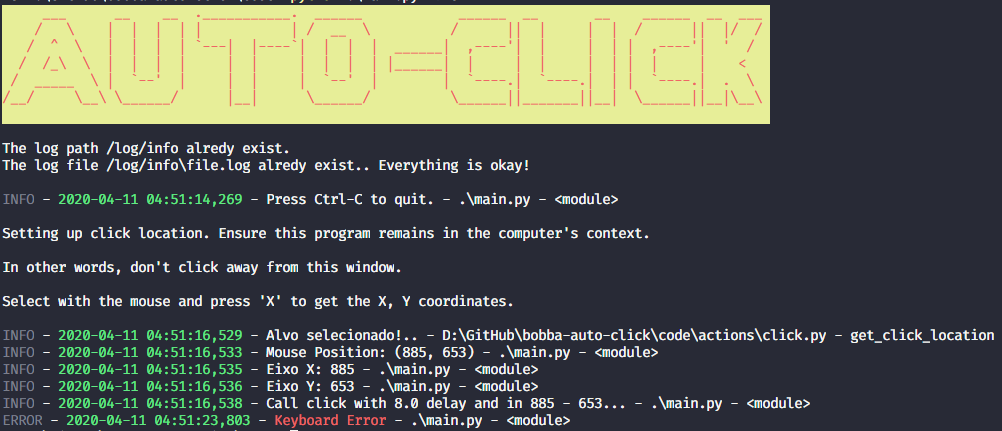 AUTO-CLICK
The log path /log/info alredy exist.
The log file /log/info\file.log alredy exist.. Everything is okay!
INFO - 2020-04-11 04:51:14,269 - Press Ctrl-C to quit. - .\main.py - <module>
Setting up click location. Ensure this program remains in the computer's context.
In other words, don't click away from this window.
Select with the mouse and press 'X' to get the X, Y coordinates.
INFO - 2020-04-11 04:51:16,529 - Alvo selecionado!.. - D:\GitHub\bobba-auto-click\code\actions\click.py - get_click_location
INFO - 2020-04-11 04:51:16,533 - Mouse Position: (885, 653) - .\main.py - <module>
INFO - 2020-04-11 04:51:16,535 - Eixo X: 885 - .\main.py - <module>
INFO - 2020-04-11 04:51:16,536 - Eixo Y: 653 - .\main.py - <module>
INFO - 2020-04-11 04:51:16,538 - Call click with 8.0 delay and in 885 - 653... - .\main.py - <module>
ERROR - 2020-04-11 04:51:23,803 - Keyboard Error - .\main.py - <module>